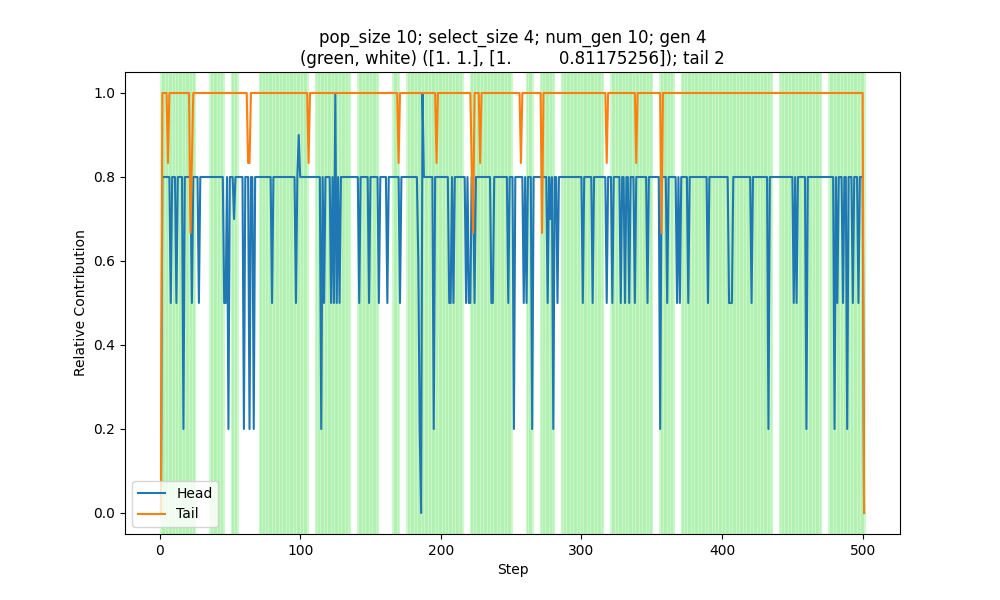 pop_size 10; select_size 4; num_gen 10; gen 4
(green, white) ([1. 1.], [1.         0.81175256]); tail 2
1.0
0.8
0.6
0.4
0.2
0.0
Relative Contribution
Head
Tail
0 100 200 300 400 500
Step